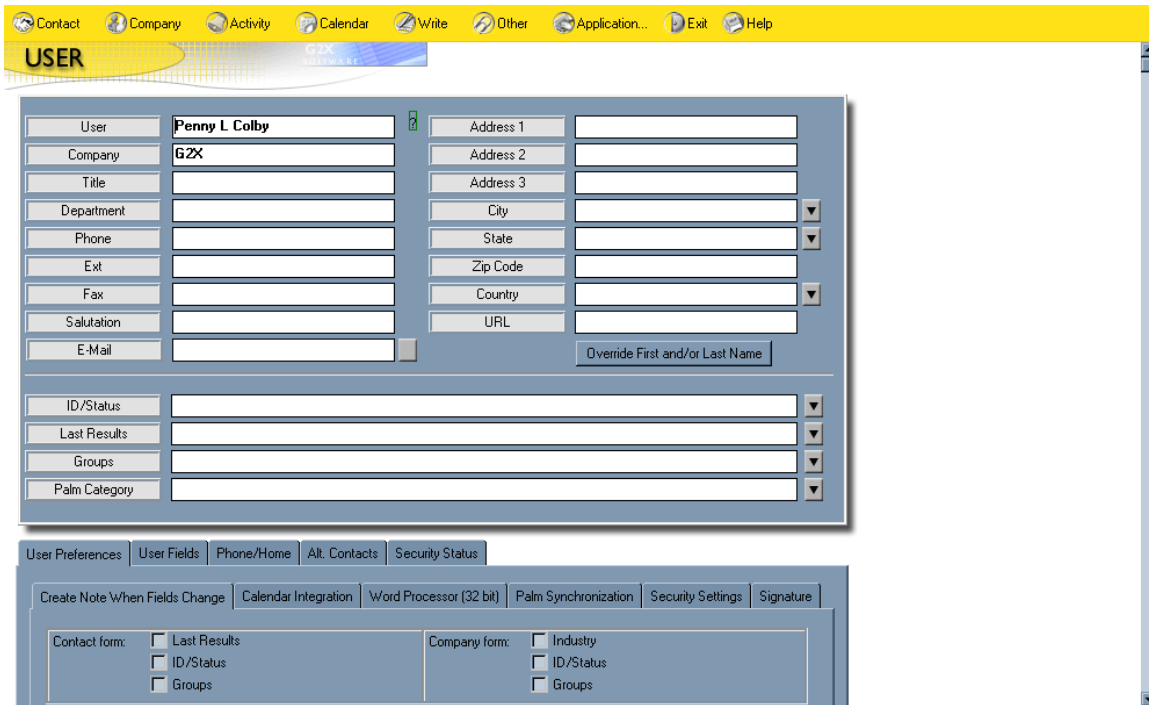 Contact Company Activity Calendar Write Other Application... Exit Help
USER
G2X
SOFTWARE
User Penny L Colby ? Address 1
Company G2X Address 2
Title Address 3
Department City
Phone State
Ext Zip Code
Fax Country
Salutation URL
E-Mail Override First and/or Last Name
ID/Status
Last Results
Groups
Palm Category
User Preferences User Fields Phone/Home Alt. Contacts Security Status
Create Note When Fields Change Calendar Integration Word Processor (32 bit) Palm Synchronization Security Settings Signature
Contact form: Last Results Company form: Industry
ID/Status ID/Status
Groups Groups